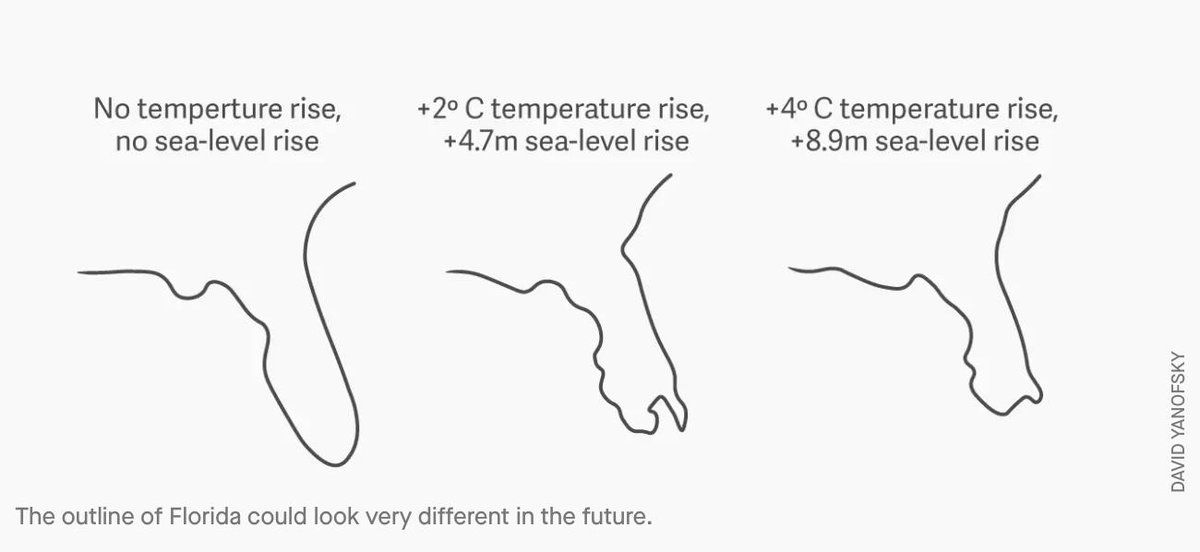 No temperture rise,
no sea-level rise
+2º C temperature rise,
+4.7m sea-level rise
+4º C temperature rise,
+8.9m sea-level rise
DAVID YANOFSKY
The outline of Florida could look very different in the future.